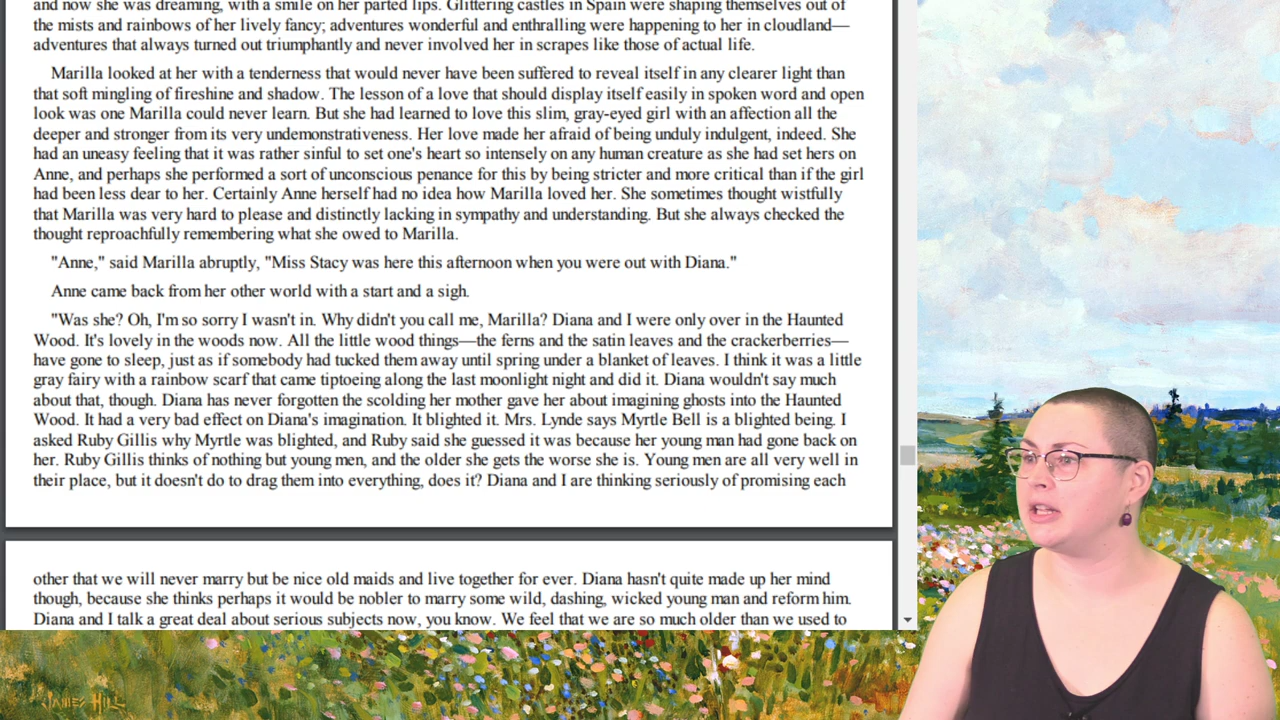 and now she was dreaming, with a smile on her parted lips. Glittering castles in Spain were shaping themselves out of
the mists and rainbows of her lively fancy; adventures wonderful and enthralling were happening to her in cloudland—
adventures that always turned out triumphantly and never involved her in scrapes like those of actual life.
Marilla looked at her with a tenderness that would never have been suffered to reveal itself in any clearer light than
that soft mingling of fireshine and shadow. The lesson of a love that should display itself easily in spoken word and open
look was one Marilla could never learn. But she had learned to love this slim, gray-eyed girl with an affection all the
deeper and stronger from its very undemonstrativeness. Her love made her afraid of being unduly indulgent, indeed. She
had an uneasy feeling that it was rather sinful to set one's heart so intensely on any human creature as she had set hers on
Anne, and perhaps she performed a sort of unconscious penance for this by being stricter and more critical than if the girl
had been less dear to her. Certainly Anne herself had no idea how Marilla loved her. She sometimes thought wistfully
that Marilla was very hard to please and distinctly lacking in sympathy and understanding. But she always checked the
thought reproachfully remembering what she owed to Marilla.
"Anne," said Marilla abruptly, "Miss Stacy was here this afternoon when you were out with Diana."
Anne came back from her other world with a start and a sigh.
"Was she? Oh, I'm so sorry I wasn't in. Why didn't you call me, Marilla? Diana and I were only over in the Haunted
Wood. It's lovely in the woods now. All the little wood things—the ferns and the satin leaves and the crackerberries—
have gone to sleep, just as if somebody had tucked them away until spring under a blanket of leaves. I think it was a little
gray fairy with a rainbow scarf that came tiptoeing along the last moonlight night and did it. Diana wouldn't say much
about that, though. Diana has never forgotten the scolding her mother gave her about imagining ghosts into the Haunted
Wood. It had a very bad effect on Diana's imagination. It blighted it. Mrs. Lynde says Myrtle Bell is a blighted being. I
asked Ruby Gillis why Myrtle was blighted, and Ruby said she guessed it was because her young man had gone back on
her. Ruby Gillis thinks of nothing but young men, and the older she gets the worse she is. Young men are all very well in
their place, but it doesn't do to drag them into everything, does it? Diana and I are thinking seriously of promising each
other that we will never marry but be nice old maids and live together for ever. Diana hasn't quite made up her mind
though, because she thinks perhaps it would be nobler to marry some wild, dashing, wicked young man and reform him.
Diana and I talk a great deal about serious subjects now, you know. We feel that we are so much older than we used to
JAMES HILL